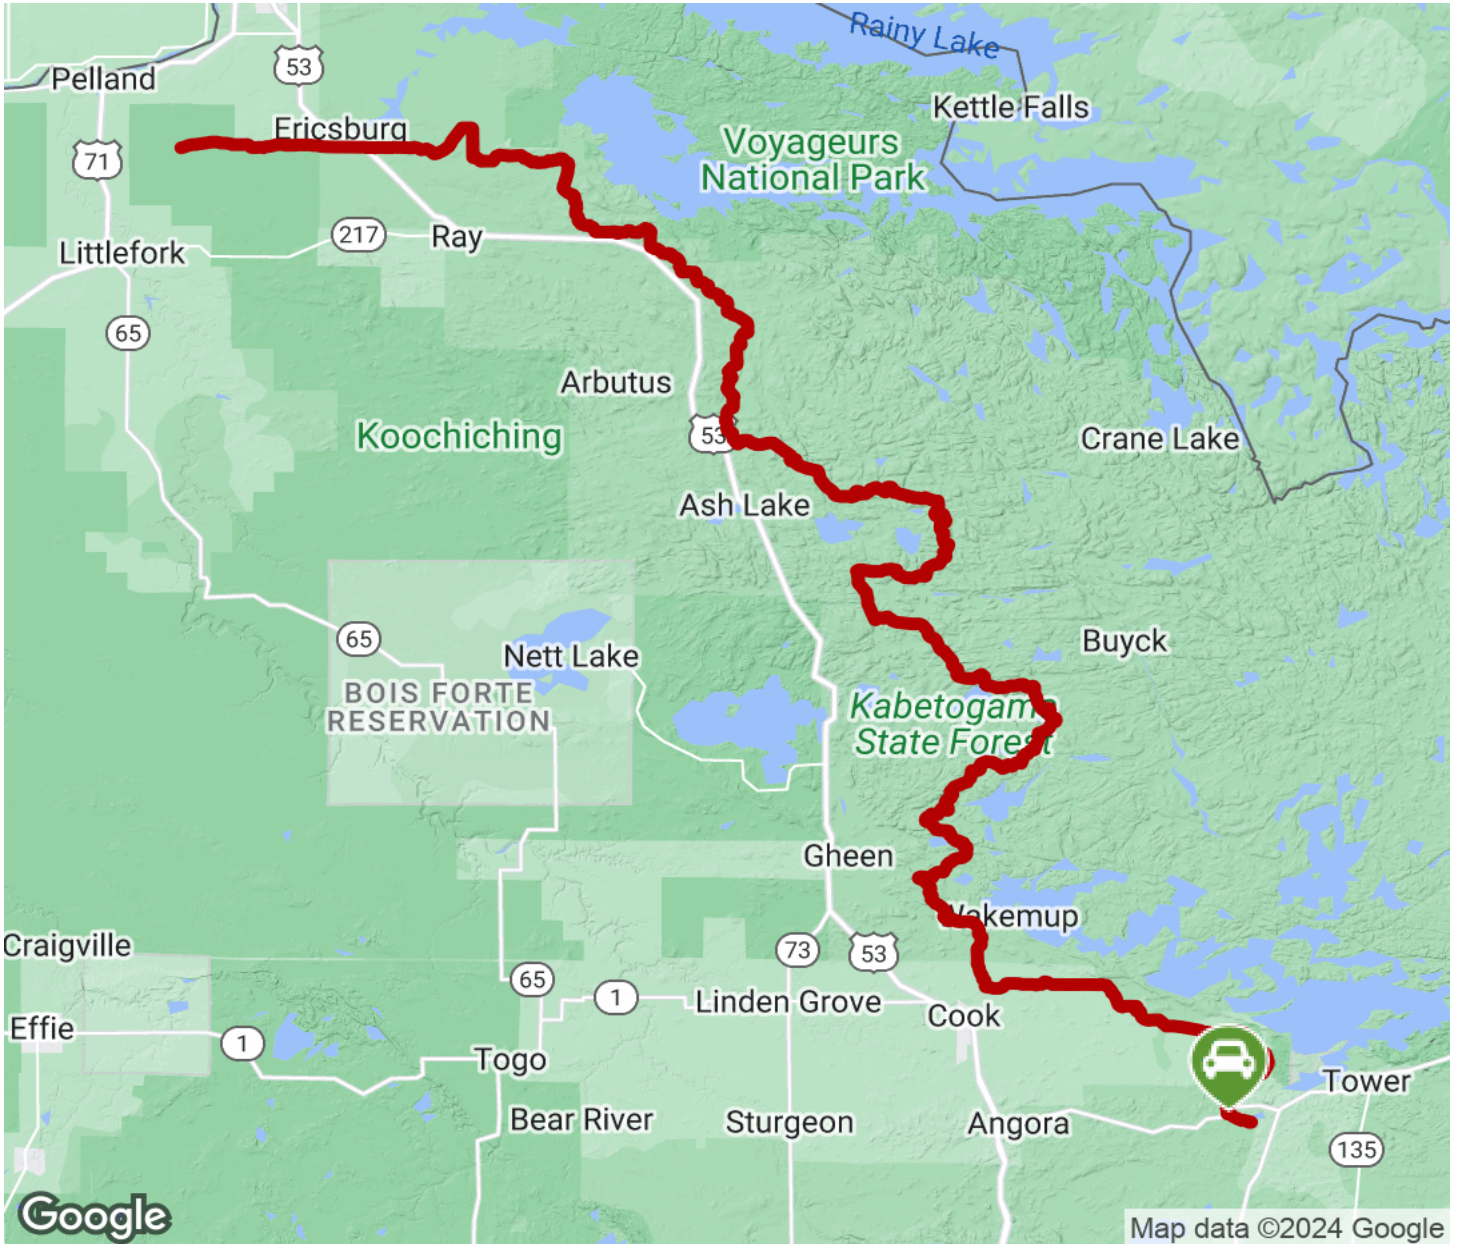 Rainy Lake
53
Pelland
Kettle Falls
Ericsburg
Voyageurs
National Park
71
217
Ray
Littlefork
65
Arbutus
Koochiching
53
Crane Lake
Ash Lake
65
Nett Lake
Buyck
BOIS FORTE
RESERVATION
Kabetogama
State Forest
Gheen
Wakemup
Craigville
73
53
65
1
Linden Grove
Cook
Effie
1
Togo
Tower
Bear River
Sturgeon
Angora
135
Google
Map data ©2024 Google